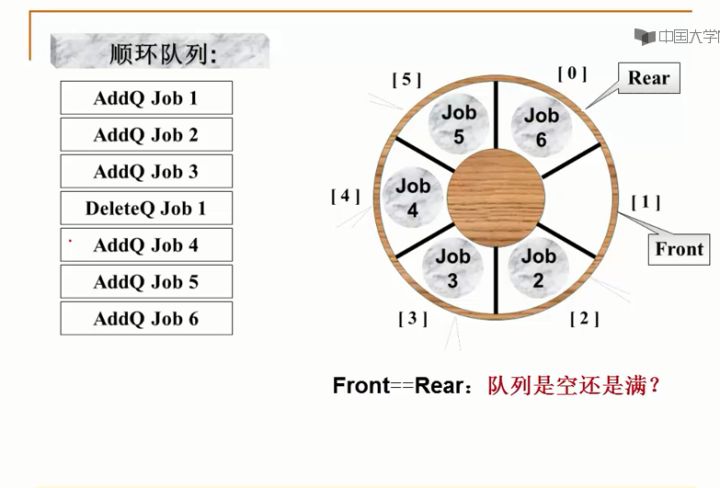 中国大学
顺环队列:
AddQ Job 1
AddQ Job 2
AddQ Job 3
DeleteQ Job 1
AddQ Job 4
AddQ Job 5
AddQ Job 6
[ 5 ]
[ 0 ]
Rear
Job
5
Job
6
[ 4 ]
Job
4
[ 1 ]
Front
Job
3
Job
2
[ 3 ]
[ 2 ]
Front==Rear：队列是空还是满?